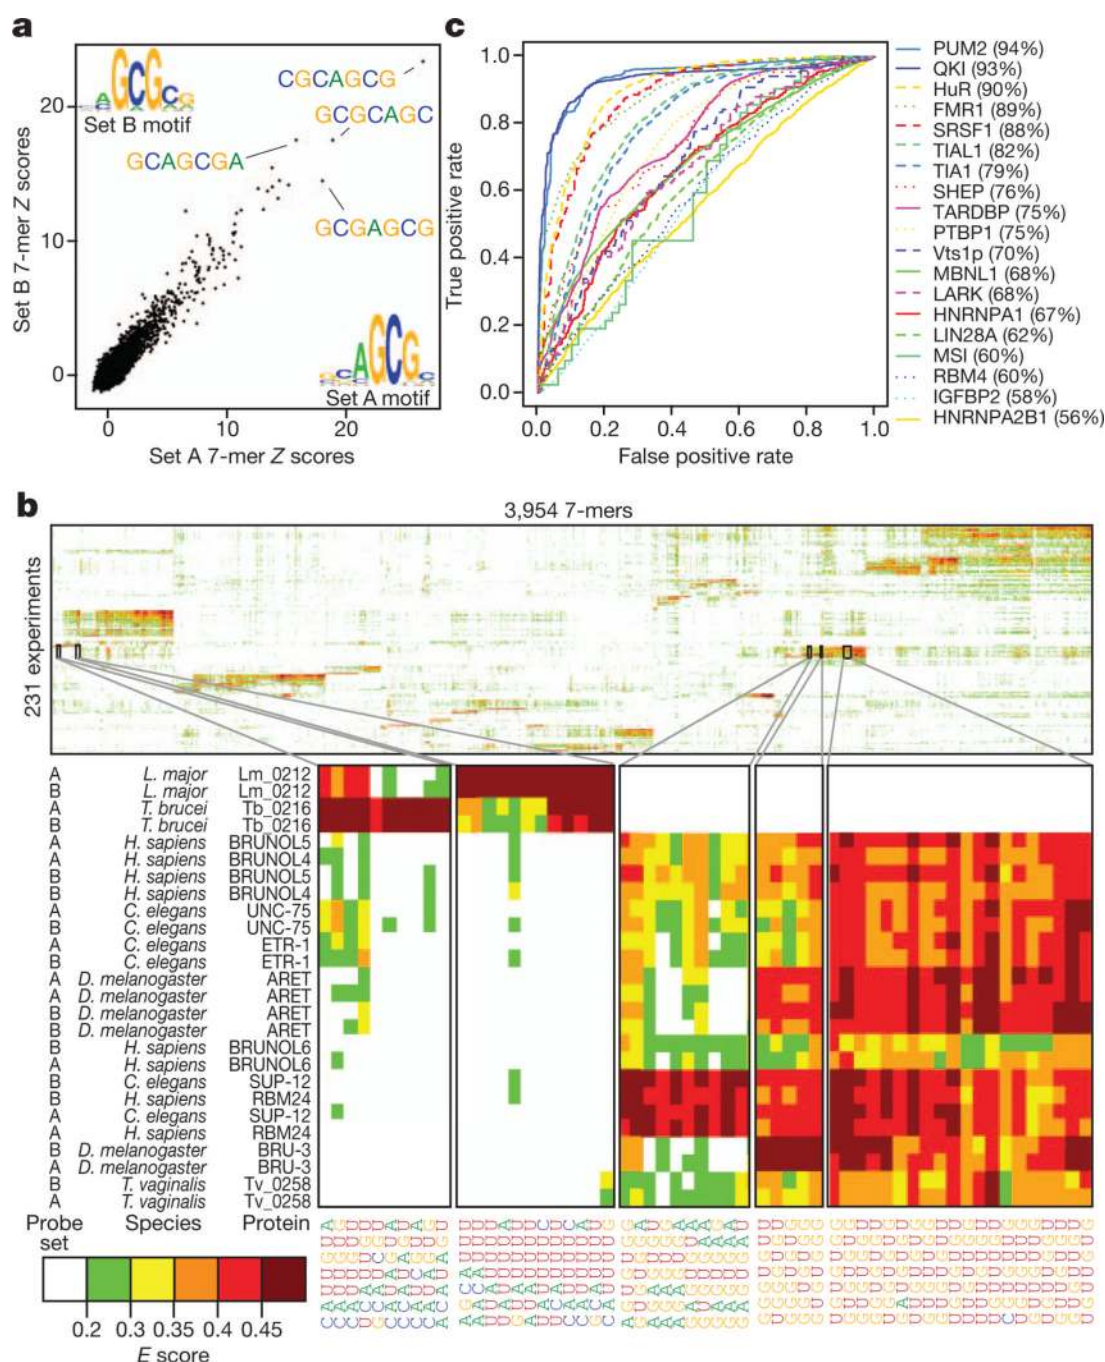 a
20
10
0
Set B 7-mer Z scores
0
10
20
Set A 7-mer Z scores
Set B motif
CGCAGCG
GCGCAGC
GCAGCGA
GCGAGCG
Set A motif
c
1.0
0.8
0.6
0.4
0.2
0.0
True positive rate
0.0
0.2
0.4
0.6
0.8
1.0
False positive rate
PUM2 (94%)
QKI (93%)
HuR (90%)
FMR1 (89%)
SRSF1 (88%)
TIAL1 (82%)
TIA1 (79%)
SHEP (76%)
TARDBP (75%)
PTBP1 (75%)
Vts1p (70%)
MBNL1 (68%)
LARK (68%)
HNRNPA1 (67%)
LIN28A (62%)
MSI (60%)
RBM4 (60%)
IGFBP2 (58%)
HNRNPA2B1 (56%)
b
3,954 7-mers
231 experiments
A L. major Lm_0212
B L. major Lm_0212
A T. brucei Tb_0216
B T. brucei Tb_0216
A H. sapiens BRUNOL5
A H. sapiens BRUNOL4
B H. sapiens BRUNOL5
B H. sapiens BRUNOL4
A C. elegans UNC-75
B C. elegans UNC-75
A C. elegans ETR-1
B C. elegans ETR-1
A D. melanogaster ARET
A D. melanogaster ARET
B D. melanogaster ARET
B D. melanogaster ARET
B H. sapiens BRUNOL6
A H. sapiens BRUNOL6
B C. elegans SUP-12
B H. sapiens RBM24
A C. elegans SUP-12
A H. sapiens RBM24
B D. melanogaster BRU-3
A D. melanogaster BRU-3
B T. vaginalis Tv_0258
A T. vaginalis Tv_0258
Probe set Species Protein
0.2 0.3 0.35 0.4 0.45
E score